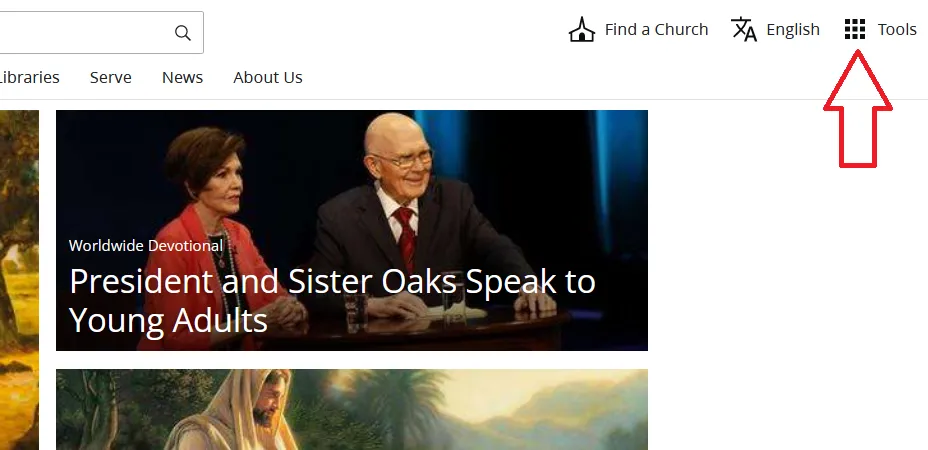 Find a Church English Tools
Libraries Serve News About Us
Worldwide Devotional
President and Sister Oaks Speak to
Young Adults